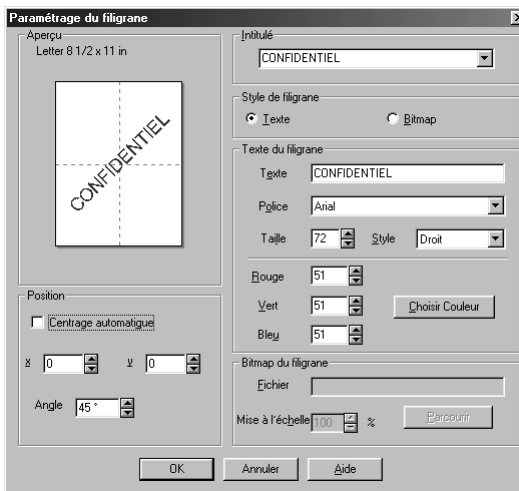 Paramétrage du filigrane
Aperçu
Letter 8 1/2 x 11 in
CONFIDENTIEL
Position
Centrage automatique
x 0 y 0
Angle 45 °
Intitulé
CONFIDENTIEL
Style de filigrane
Texte Bitmap
Texte du filigrane
Texte CONFIDENTIEL
Police Arial
Taille 72 Style Droit
Rouge 51
Vert 51 Choisir Couleur
Bleu 51
Bitmap du filigrane
Fichier
Mise à l'échelle 100 % Parcourir
OK Annuler Aide